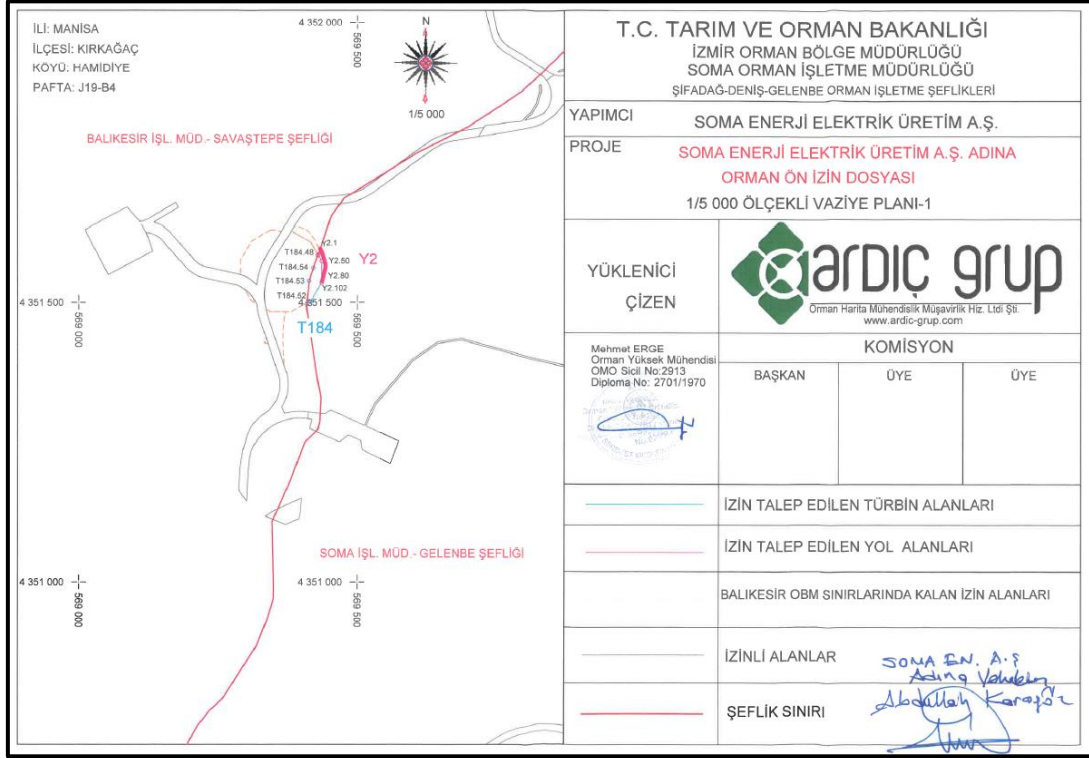 İLİ: MANİSA
İLÇESİ: KIRKAĞAÇ
KÖYÜ: HAMİDİYE
PAFTA: J19-B4
4 352 000
569 500
N
1/5 000
BALIKESİR İŞL. MÜD.- SAVAŞTEPE ŞEFLİĞİ
Y2.1
T184.48
Y2.50
Y2
T184.54
Y2.80
T184.53
Y2.102
T184.52
4 351 500
569 000
4 351 500
569 500
T184
SOMA İŞL. MÜD.- GELENBE ŞEFLİĞİ
4 351 000
569 000
4 351 000
569 500
T.C. TARIM VE ORMAN BAKANLIĞI
İZMİR ORMAN BÖLGE MÜDÜRLÜĞÜ
SOMA ORMAN İŞLETME MÜDÜRLÜĞÜ
ŞİFADAĞ-DENİŞ-GELENBE ORMAN İŞLETME ŞEFLİKLERİ
YAPIMCI
SOMA ENERJİ ELEKTRİK ÜRETİM A.Ş.
PROJE
SOMA ENERJİ ELEKTRİK ÜRETİM A.Ş. ADINA
ORMAN ÖN İZİN DOSYASI
1/5 000 ÖLÇEKLİ VAZİYE PLANI-1
YÜKLENİCİ
ÇİZEN
arDIÇ grup
Orman Harita Mühendislik Müşavirlik Hiz. Ltdi Şti.
www.ardic-grup.com
Mehmet ERGE
Orman Yüksek Mühendisi
OMO Sicil No:2913
Diploma No: 2701/1970
KOMİSYON
BAŞKAN
ÜYE
ÜYE
İZİN TALEP EDİLEN TÜRBİN ALANLARI
İZİN TALEP EDİLEN YOL ALANLARI
BALIKESİR OBM SINIRLARINDA KALAN İZİN ALANLARI
İZİNLİ ALANLAR
ŞEFLİK SINIRI
SOMA EN. A.Ş
Adına Vekaleten
Abdullah Karagöz